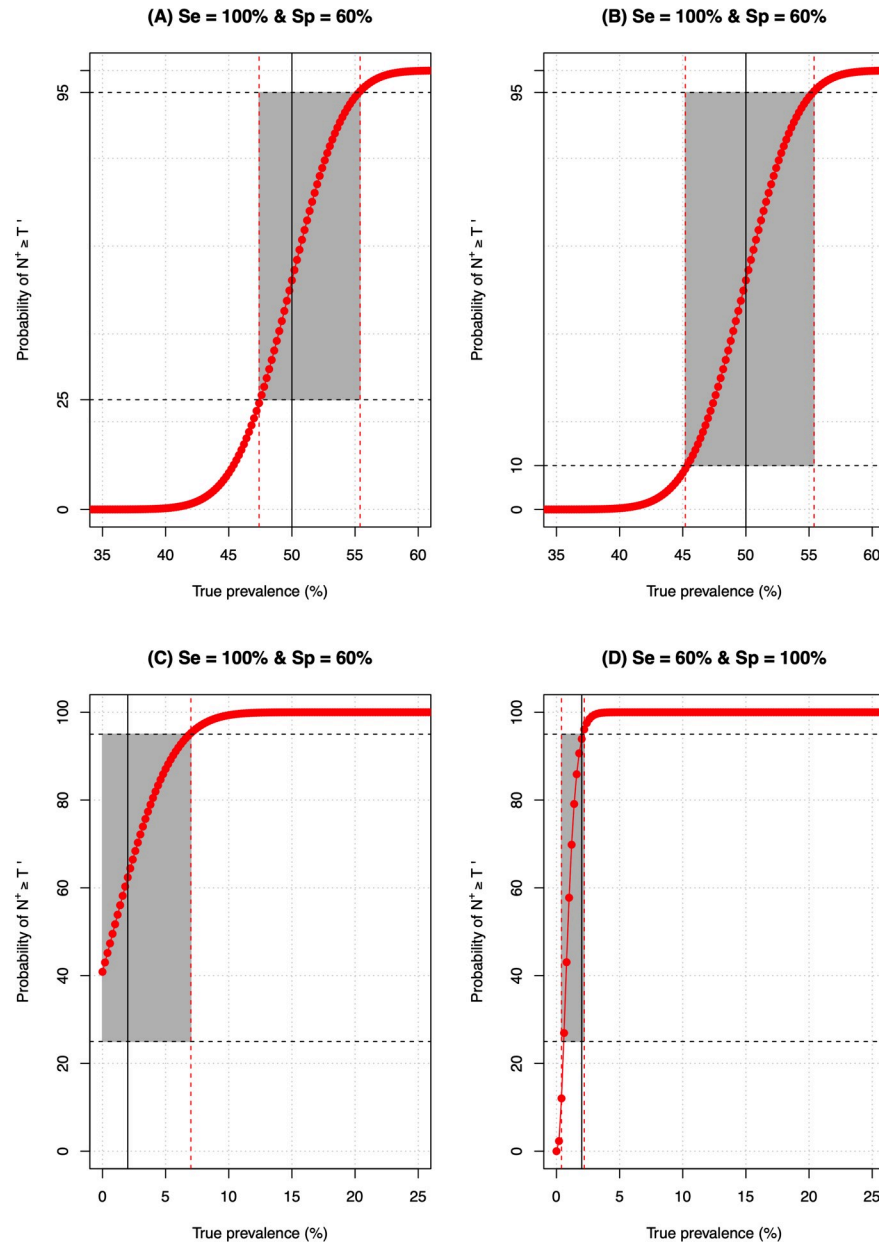 (A) Se = 100% & Sp = 60%
Probability of N⁺ ≥ T '
95
25
0
35 40 45 50 55 60
True prevalence (%)
(B) Se = 100% & Sp = 60%
Probability of N⁺ ≥ T '
95
10
0
35 40 45 50 55 60
True prevalence (%)
(C) Se = 100% & Sp = 60%
Probability of N⁺ ≥ T '
100
80
60
40
20
0
0 5 10 15 20 25
True prevalence (%)
(D) Se = 60% & Sp = 100%
Probability of N⁺ ≥ T '
100
80
60
40
20
0
0 5 10 15 20 25
True prevalence (%)